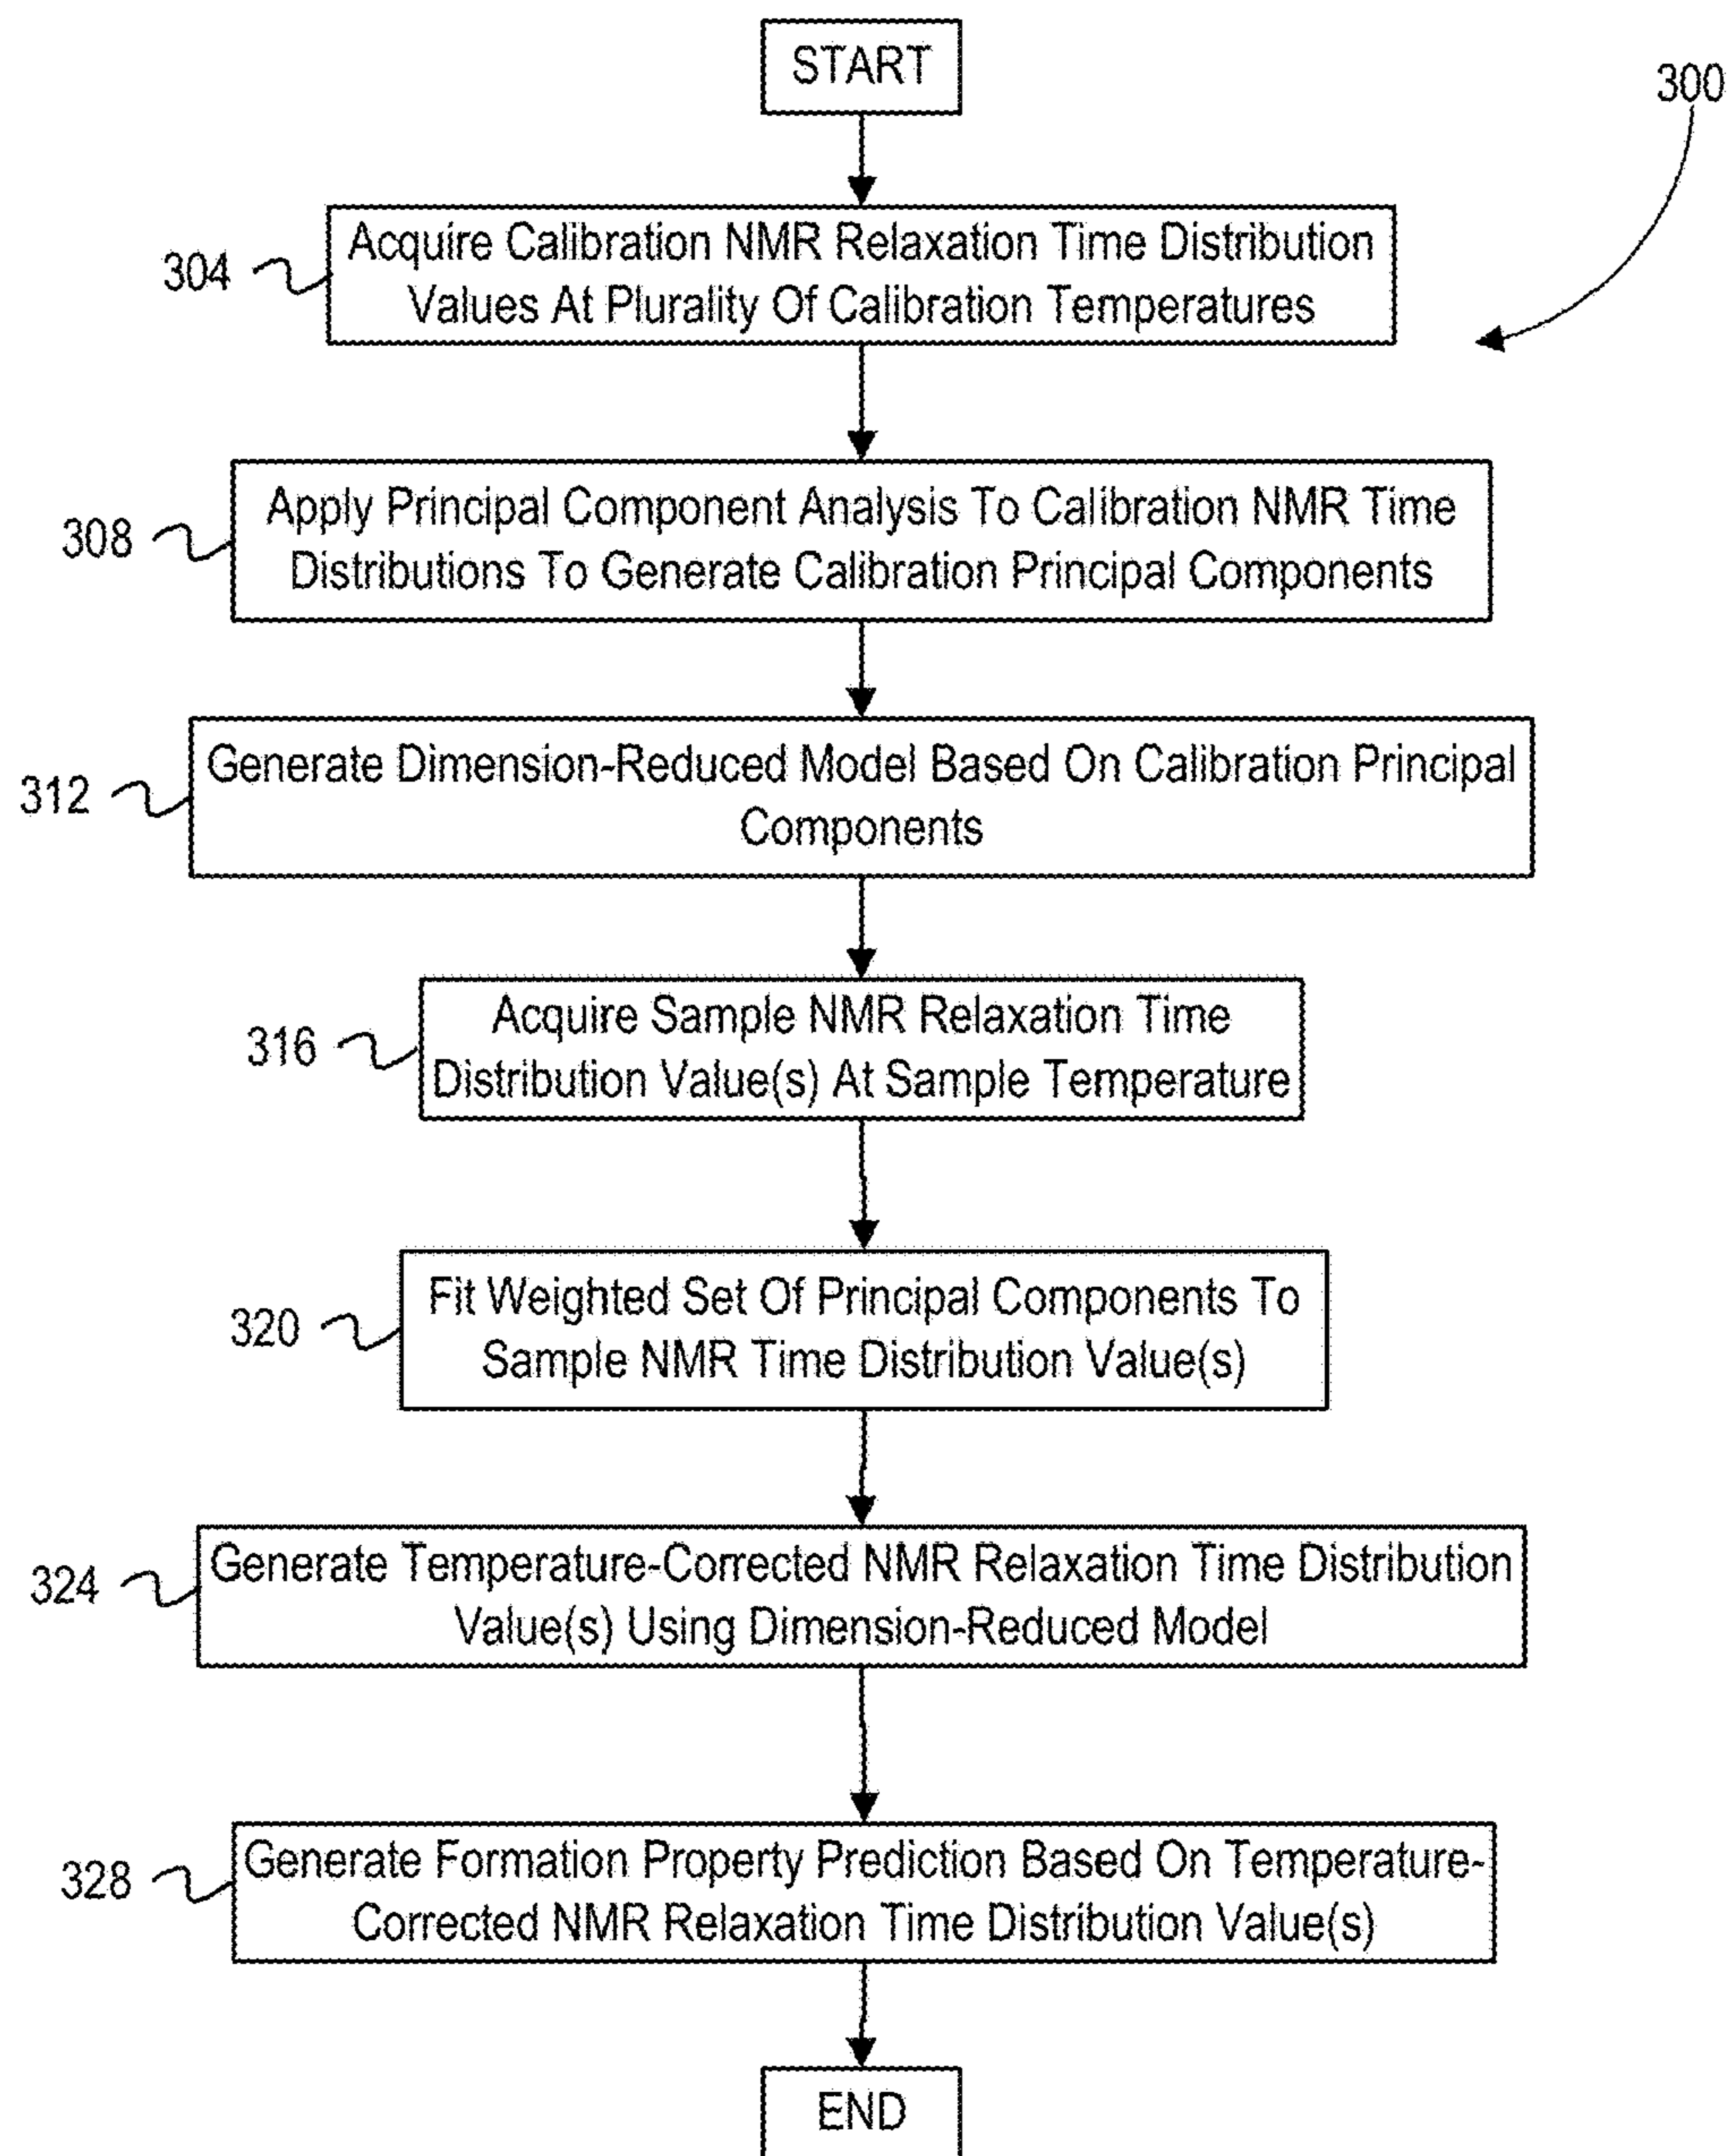 START
300
304
Acquire Calibration NMR Relaxation Time Distribution
Values At Plurality Of Calibration Temperatures
308
Apply Principal Component Analysis To Calibration NMR Time
Distributions To Generate Calibration Principal Components
312
Generate Dimension-Reduced Model Based On Calibration Principal
Components
316
Acquire Sample NMR Relaxation Time
Distribution Value(s) At Sample Temperature
320
Fit Weighted Set Of Principal Components To
Sample NMR Time Distribution Value(s)
324
Generate Temperature-Corrected NMR Relaxation Time Distribution
Value(s) Using Dimension-Reduced Model
328
Generate Formation Property Prediction Based On Temperature-
Corrected NMR Relaxation Time Distribution Value(s)
END